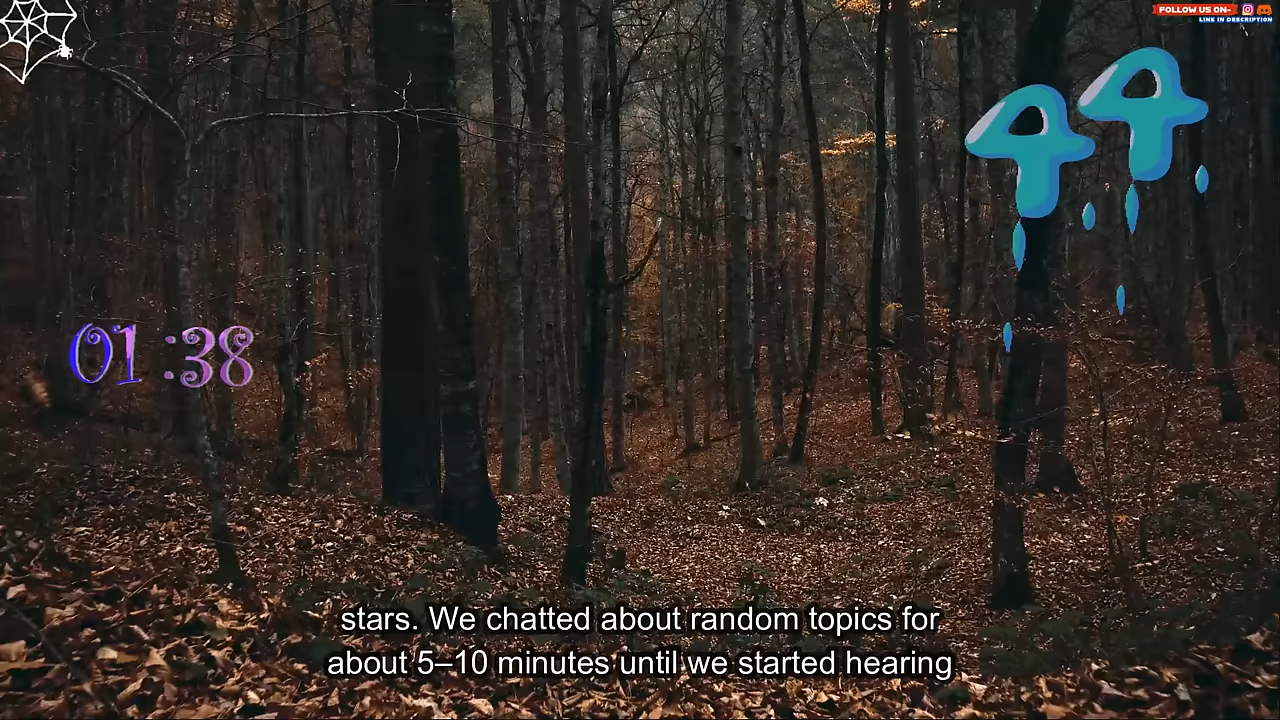 FOLLOW US ON-
LINK IN DESCRIPTION
44
01 :38
stars. We chatted about random topics for
about 5–10 minutes until we started hearing